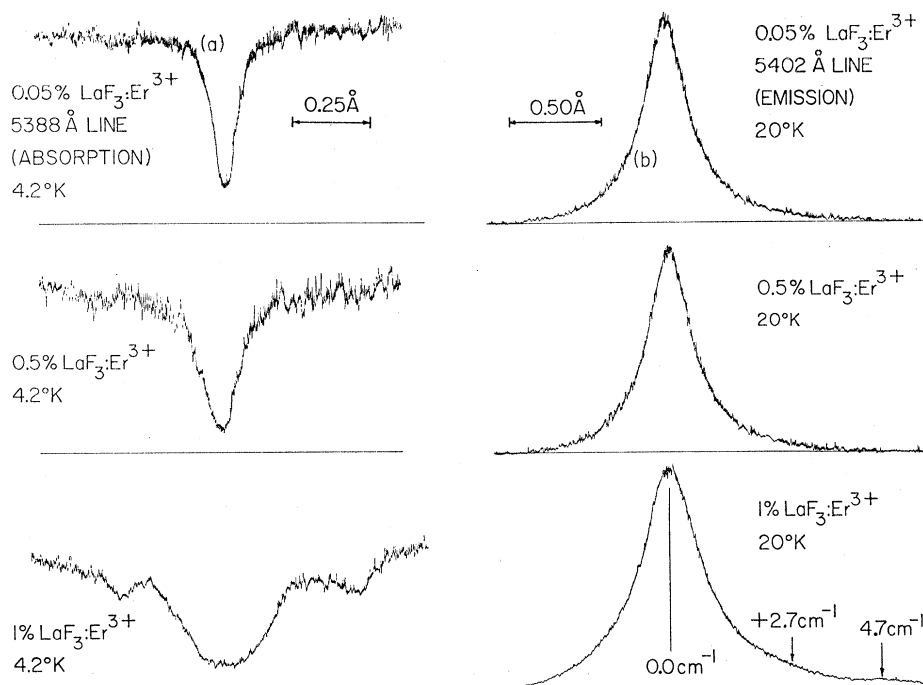 (a)
0.05% LaF₃:Er³⁺
5388 Å LINE
(ABSORPTION)
4.2°K
0.25Å
0.50Å
(b)
0.05% LaF₃:Er³⁺
5402 Å LINE
(EMISSION)
20°K
0.5% LaF₃:Er³⁺
4.2°K
0.5% LaF₃:Er³⁺
20°K
1% LaF₃:Er³⁺
4.2°K
1% LaF₃:Er³⁺
20°K
0.0cm⁻¹
+2.7cm⁻¹
4.7cm⁻¹